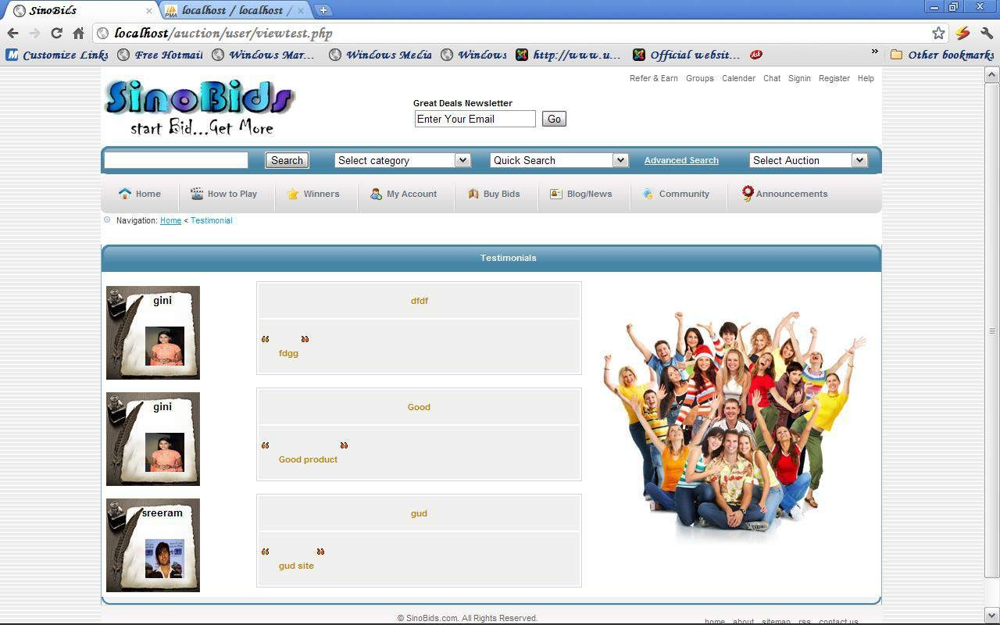 SinoBids
localhost / localhost /
localhost/auction/user/viewtest.php
Customize Links Free Hotmail Windows Mar... Windows Media Windows http://www.u... Official websit... Ask » Other bookmarks
Refer & Earn Groups Calender Chat Signin Register Help
SinoBids
start Bid...Get More
Great Deals Newsletter
Enter Your Email Go
Search Select category Quick Search Advanced Search Select Auction
Home How to Play Winners My Account Buy Bids Blog/News Community Announcements
Navigation: Home < Testimonial
Testimonials
gini
dfdf
“ ”
fdgg
gini
Good
“ ”
Good product
sreeram
gud
“ ”
gud site
© SinoBids.com. All Rights Reserved.
home about sitemap rss contact us